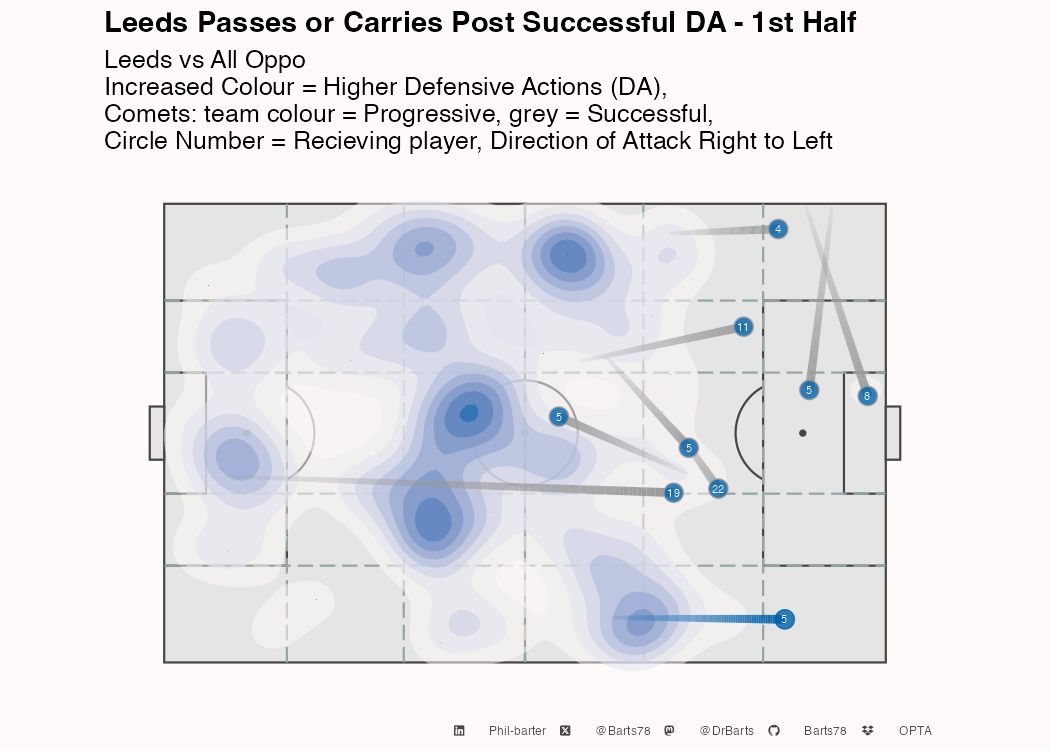 Leeds Passes or Carries Post Successful DA - 1st Half
Leeds vs All Oppo
Increased Colour = Higher Defensive Actions (DA),
Comets: team colour = Progressive, grey = Successful,
Circle Number = Recieving player, Direction of Attack Right to Left
4
11
5
8
5
5
22
19
5
Phil-barter @Barts78 @DrBarts Barts78 OPTA